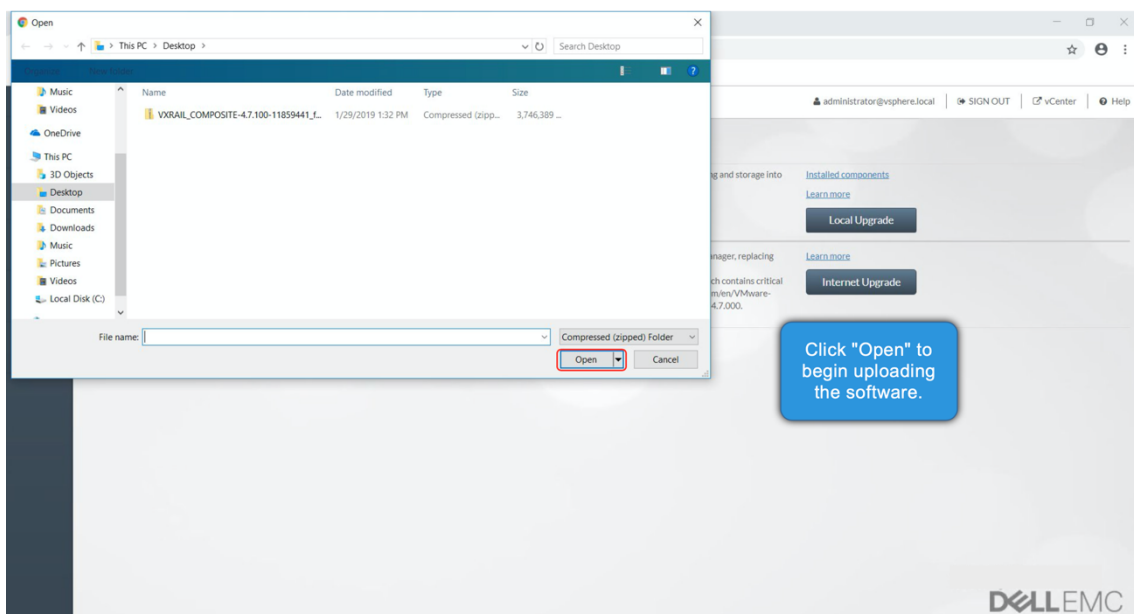 Open
This PC > Desktop >
Search Desktop
Organize New folder
Music
Videos
OneDrive
This PC
3D Objects
Desktop
Documents
Downloads
Music
Pictures
Videos
Local Disk (C:)
Name Date modified Type Size
VXRAIL_COMPOSITE-4.7.100-11859441_f... 1/29/2019 1:32 PM Compressed (zipp... 3,746,389 ...
File name: Compressed (zipped) Folder
Open Cancel
administrator@vsphere.local SIGN OUT vCenter Help
and storage into Installed components
Learn more
Local Upgrade
replacing Learn more
contains critical Internet Upgrade
m/en/VMware-
4.7.000.
Click "Open" to
begin uploading
the software.
DELLEMC